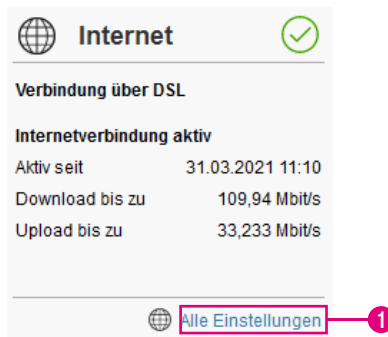 Internet
Verbindung über DSL
Internetverbindung aktiv
Aktiv seit 31.03.2021 11:10
Download bis zu 109,94 Mbit/s
Upload bis zu 33,233 Mbit/s
Alle Einstellungen 1